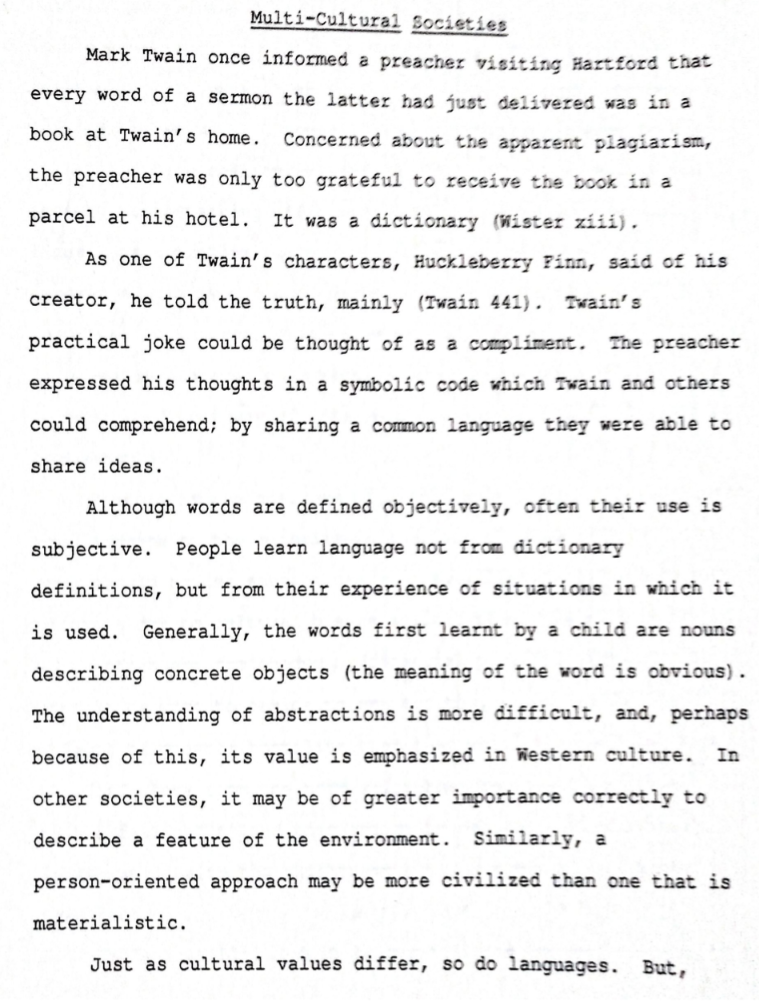 Multi-Cultural Societies
Mark Twain once informed a preacher visiting Hartford that
every word of a sermon the latter had just delivered was in a
book at Twain's home. Concerned about the apparent plagiarism,
the preacher was only too grateful to receive the book in a
parcel at his hotel. It was a dictionary (Wister xiii).
As one of Twain's characters, Huckleberry Finn, said of his
creator, he told the truth, mainly (Twain 441). Twain's
practical joke could be thought of as a compliment. The preacher
expressed his thoughts in a symbolic code which Twain and others
could comprehend; by sharing a common language they were able to
share ideas.
Although words are defined objectively, often their use is
subjective. People learn language not from dictionary
definitions, but from their experience of situations in which it
is used. Generally, the words first learnt by a child are nouns
describing concrete objects (the meaning of the word is obvious).
The understanding of abstractions is more difficult, and, perhaps
because of this, its value is emphasized in Western culture. In
other societies, it may be of greater importance correctly to
describe a feature of the environment. Similarly, a
person-oriented approach may be more civilized than one that is
materialistic.
Just as cultural values differ, so do languages. But,